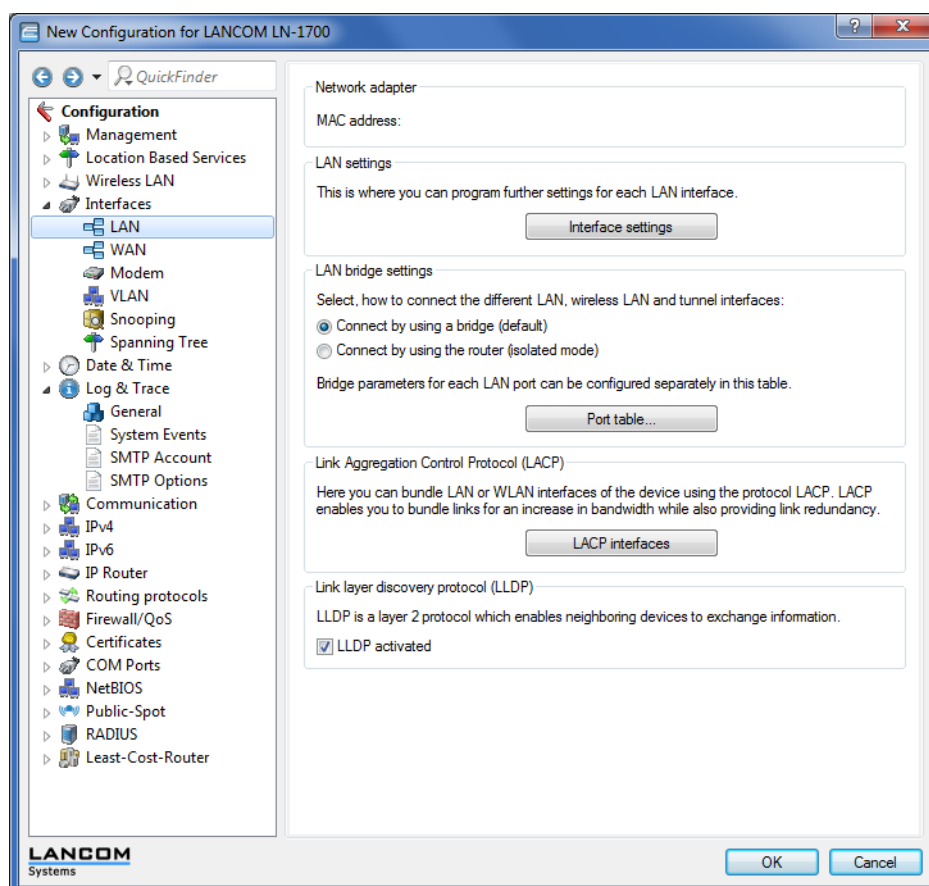 New Configuration for LANCOM LN-1700
QuickFinder
Configuration
Management
Location Based Services
Wireless LAN
Interfaces
LAN
WAN
Modem
VLAN
Snooping
Spanning Tree
Date & Time
Log & Trace
General
System Events
SMTP Account
SMTP Options
Communication
IPv4
IPv6
IP Router
Routing protocols
Firewall/QoS
Certificates
COM Ports
NetBIOS
Public-Spot
RADIUS
Least-Cost-Router
Network adapter
MAC address:
LAN settings
This is where you can program further settings for each LAN interface.
Interface settings
LAN bridge settings
Select, how to connect the different LAN, wireless LAN and tunnel interfaces:
Connect by using a bridge (default)
Connect by using the router (isolated mode)
Bridge parameters for each LAN port can be configured separately in this table.
Port table...
Link Aggregation Control Protocol (LACP)
Here you can bundle LAN or WLAN interfaces of the device using the protocol LACP. LACP
enables you to bundle links for an increase in bandwidth while also providing link redundancy.
LACP interfaces
Link layer discovery protocol (LLDP)
LLDP is a layer 2 protocol which enables neighboring devices to exchange information.
LLDP activated
LANCOM
Systems
OK
Cancel